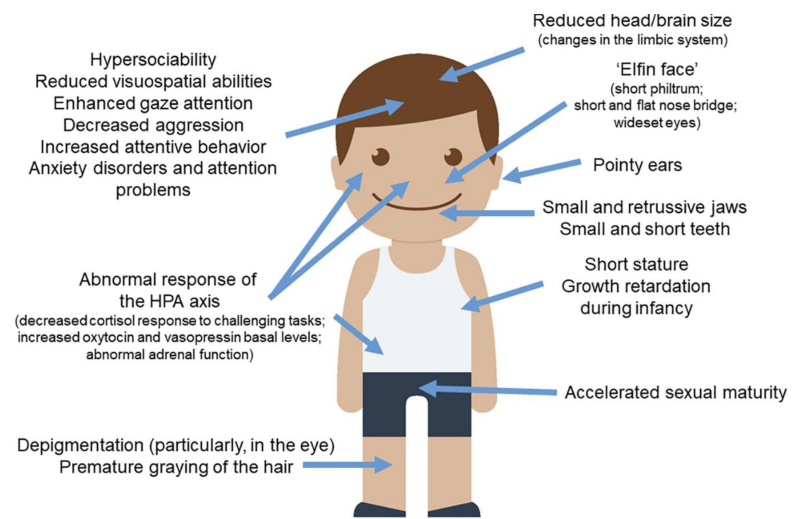 Reduced head/brain size
(changes in the limbic system)
Hypersociability
Reduced visuospatial abilities
Enhanced gaze attention
Decreased aggression
Increased attentive behavior
Anxiety disorders and attention
problems
‘Elfin face’
(short philtrum;
short and flat nose bridge;
wideset eyes)
Pointy ears
Small and retrussive jaws
Small and short teeth
Abnormal response of
the HPA axis
(decreased cortisol response to challenging tasks;
increased oxytocin and vasopressin basal levels;
abnormal adrenal function)
Short stature
Growth retardation
during infancy
Accelerated sexual maturity
Depigmentation (particularly, in the eye)
Premature graying of the hair